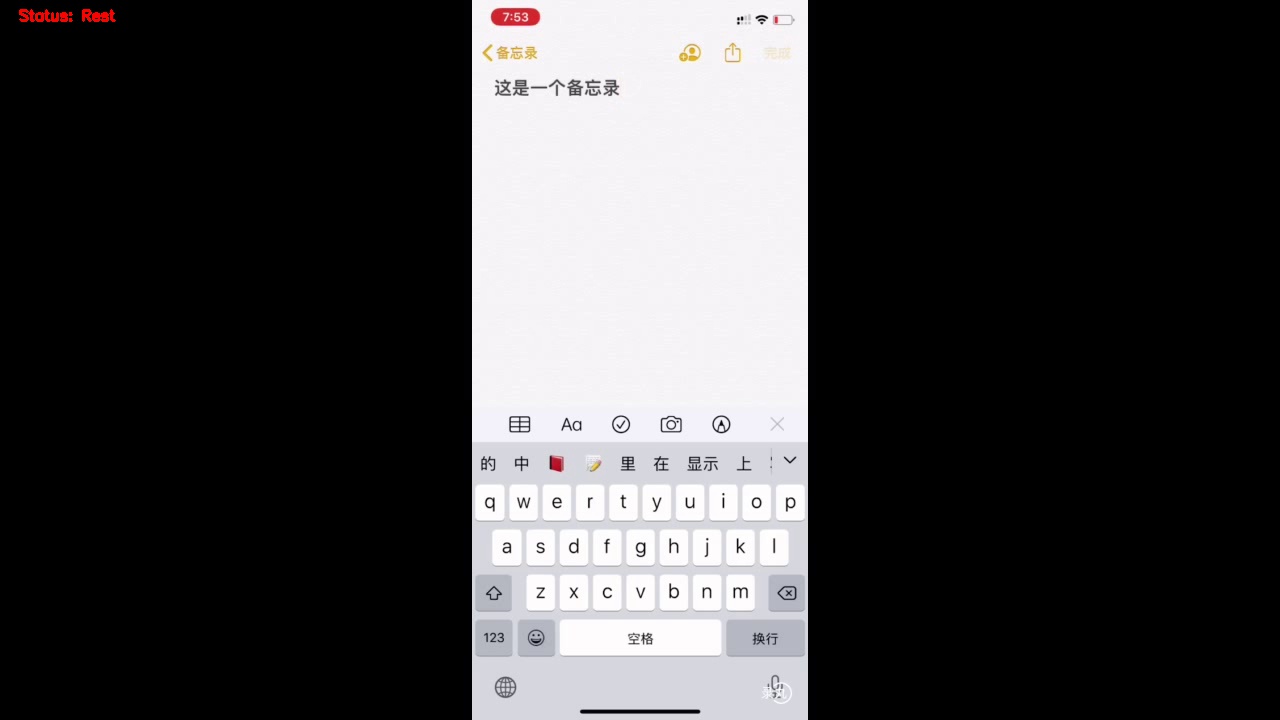 Status: Rest
7:53
备忘录 完成
这是一个备忘录
Aa
的 中 里 在 显示 上
q w e r t y u i o p
a s d f g h j k l
z x c v b n m
123 空格 换行